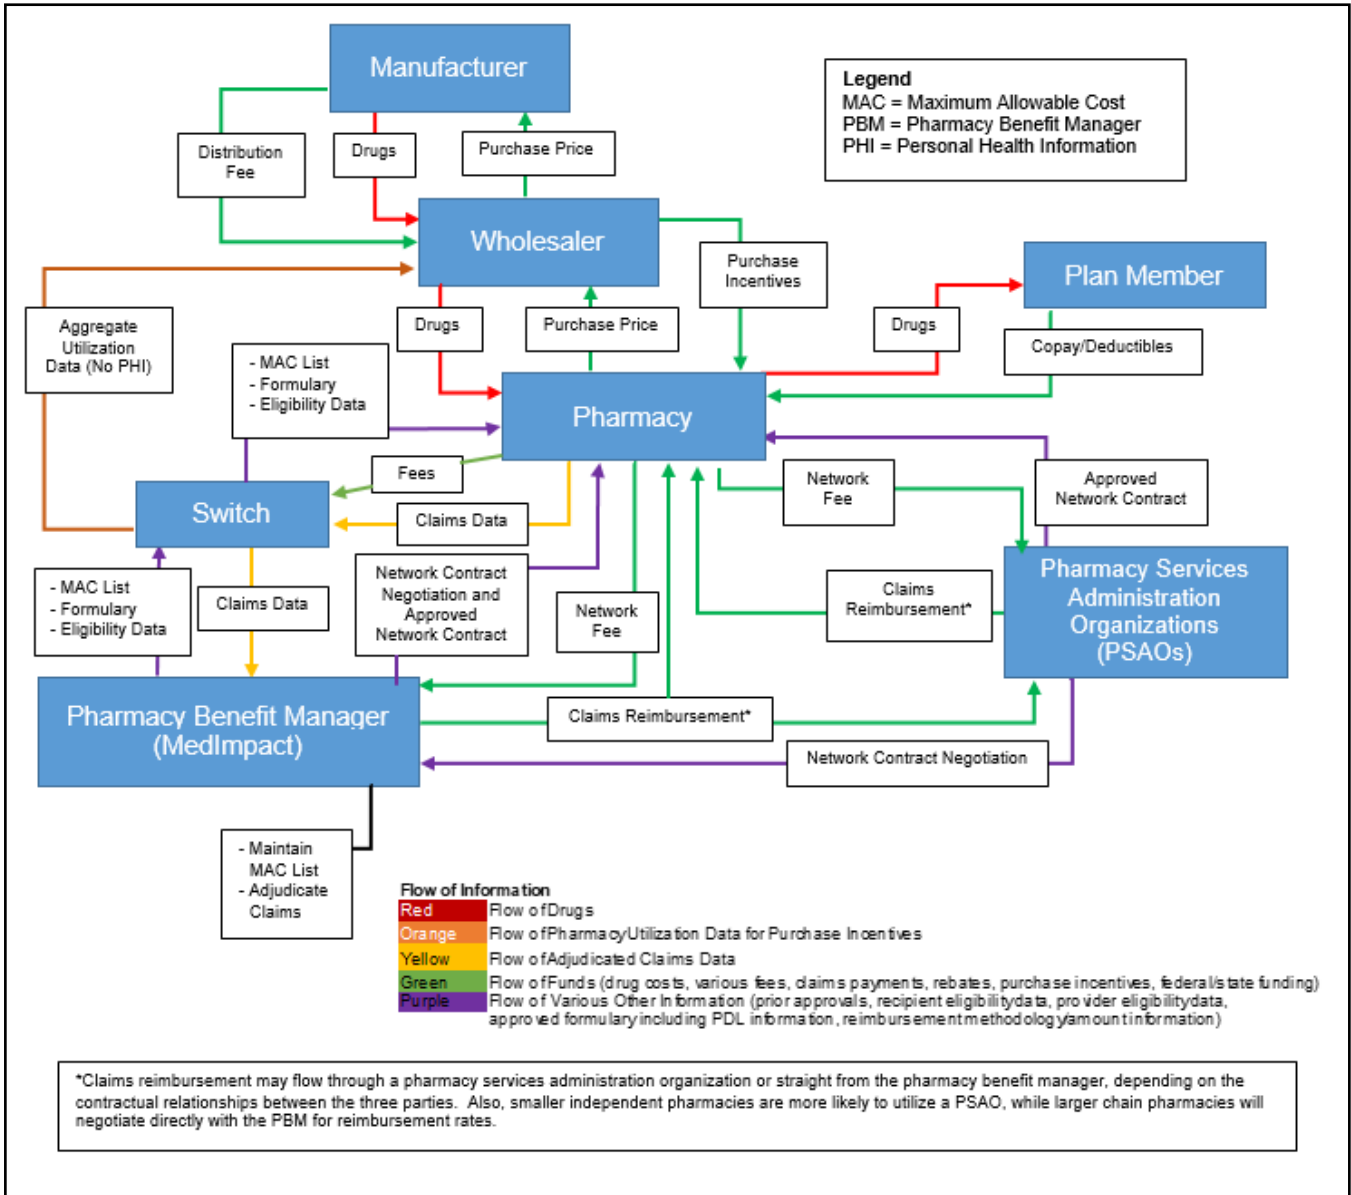 Manufacturer
Legend
MAC = Maximum Allowable Cost
PBM = Pharmacy Benefit Manager
PHI = Personal Health Information
Distribution
Fee
Drugs
Purchase Price
Wholesaler
Purchase
Incentives
Plan Member
Aggregate
Utilization
Data (No PHI)
Drugs
Purchase Price
Drugs
Copay/Deductibles
- MAC List
- Formulary
- Eligibility Data
Pharmacy
Fees
Network
Fee
Approved
Network Contract
Switch
Claims Data
- MAC List
- Formulary
- Eligibility Data
Claims Data
Network Contract
Negotiation and
Approved
Network Contract
Network
Fee
Claims
Reimbursement*
Pharmacy Services
Administration
Organizations
(PSAOs)
Pharmacy Benefit Manager
(MedImpact)
Claims Reimbursement*
Network Contract Negotiation
- Maintain
MAC List
- Adjudicate
Claims
Flow of Information
Red Flow of Drugs
Orange Flow of Pharmacy Utilization Data for Purchase Incentives
Yellow Flow of Adjudicated Claims Data
Green Flow of Funds (drug costs, various fees, claims payments, rebates, purchase incentives, federal/state funding)
Purple Flow of Various Other Information (prior approvals, recipient eligibility data, provider eligibility data,
approved formulary including PDL information, reimbursement methodology/amount information)
*Claims reimbursement may flow through a pharmacy services administration organization or straight from the pharmacy benefit manager, depending on the
contractual relationships between the three parties. Also, smaller independent pharmacies are more likely to utilize a PSAO, while larger chain pharmacies will
negotiate directly with the PBM for reimbursement rates.